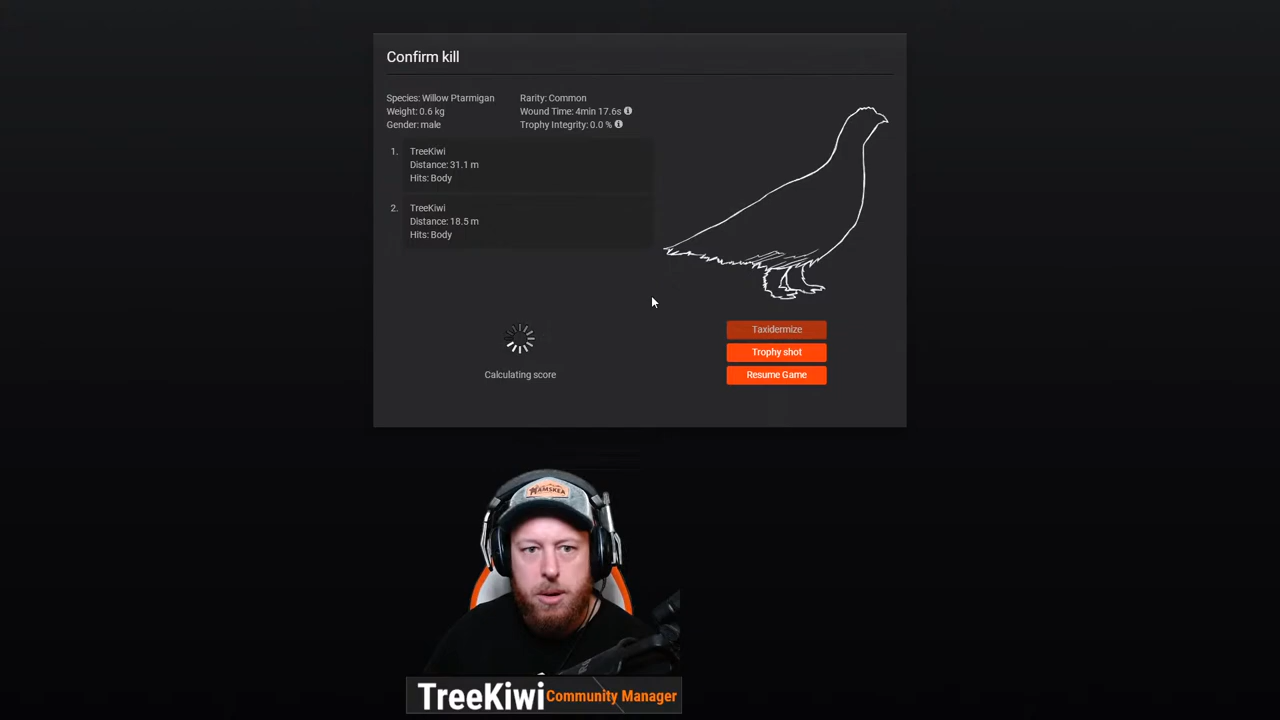 Confirm kill
Species: Willow Ptarmigan
Weight: 0.6 kg
Gender: male
Rarity: Common
Wound Time: 4min 17.6s
Trophy Integrity: 0.0 %
1. TreeKiwi
Distance: 31.1 m
Hits: Body
2. TreeKiwi
Distance: 18.5 m
Hits: Body
Calculating score
Taxidermize
Trophy shot
Resume Game
TreeKiwi Community Manager